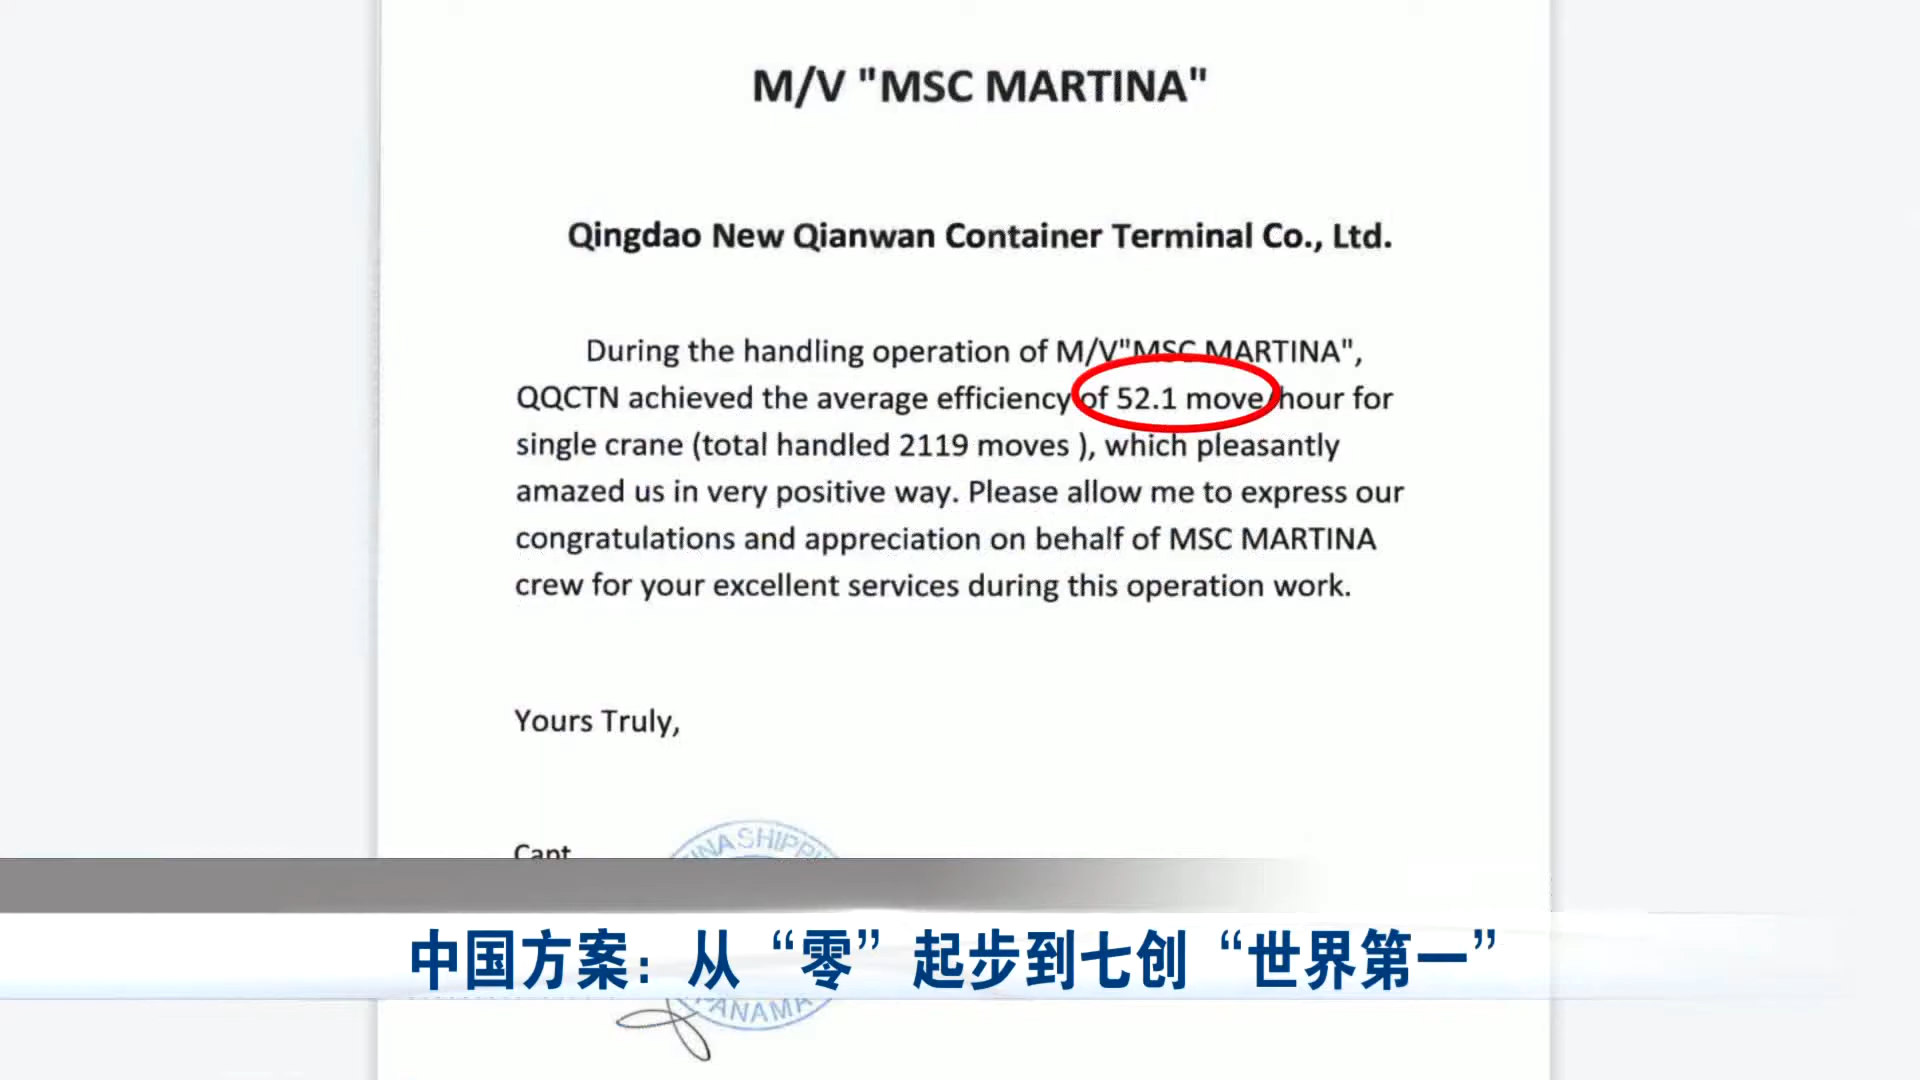 M/V "MSC MARTINA"
Qingdao New Qianwan Container Terminal Co., Ltd.
During the handling operation of M/V"MSC MARTINA",
QQCTN achieved the average efficiency of 52.1 move/hour for
single crane (total handled 2119 moves ), which pleasantly
amazed us in very positive way. Please allow me to express our
congratulations and appreciation on behalf of MSC MARTINA
crew for your excellent services during this operation work.
Yours Truly,
Capt
中国方案：从“零”起步到七创“世界第一”
PANAMA